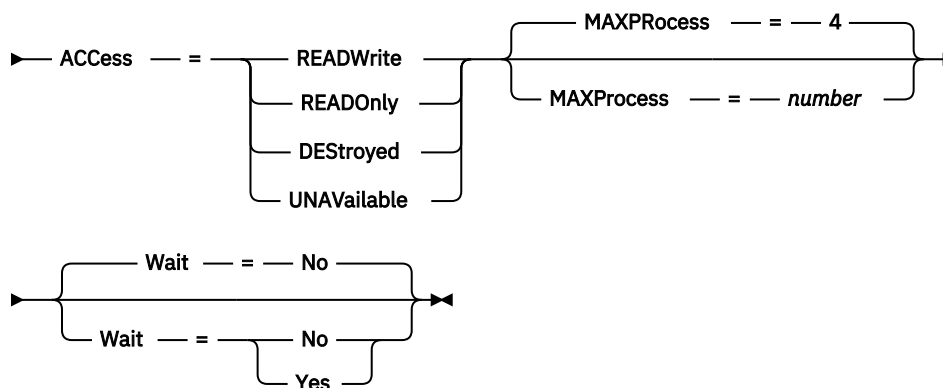 MAXPRocess — = — 4
ACCess — = READWrite
READOnly
MAXProcess — = — number
DEStroyed
UNAVailable
Wait — = No
Wait — = No
Yes